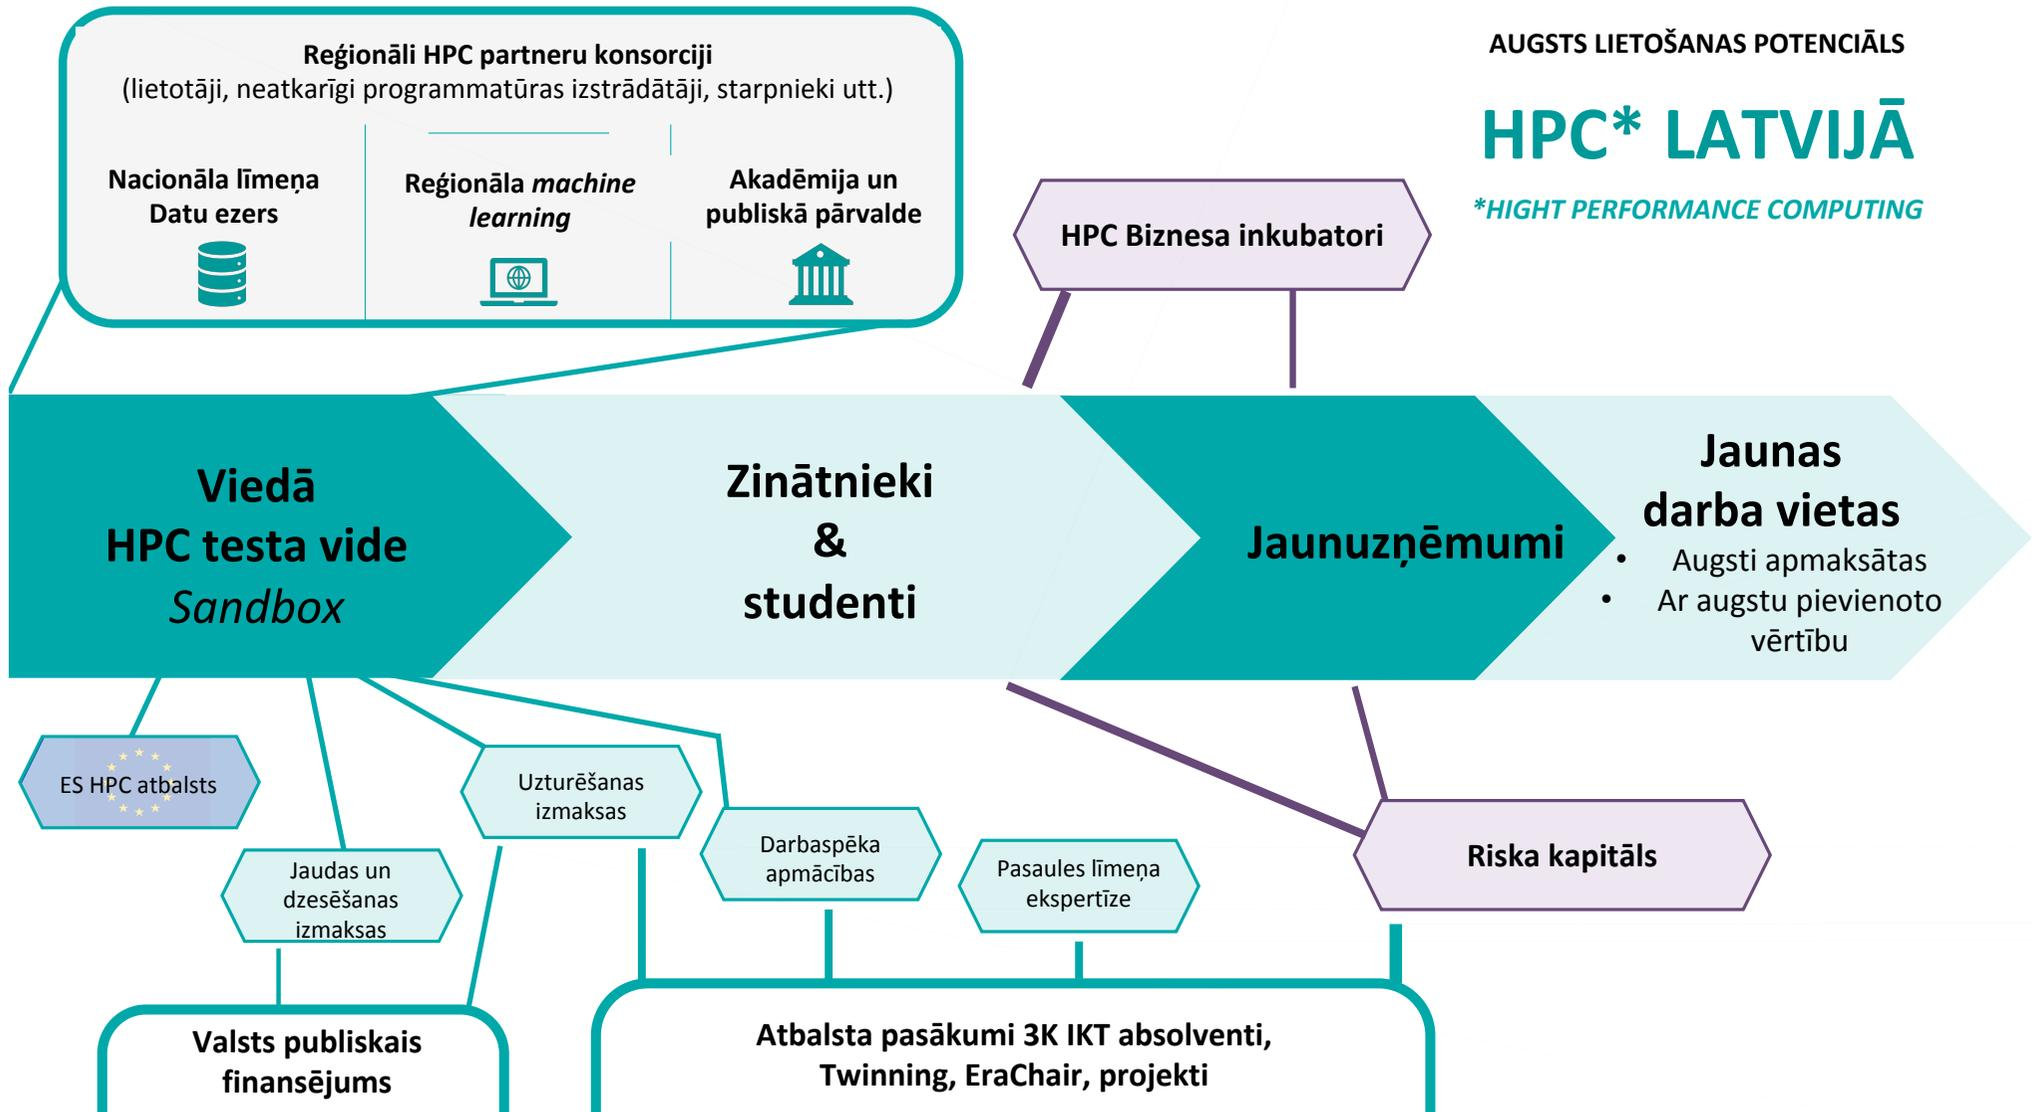 Reģionāli HPC partneru konsorciji
(lietotāji, neatkarīgi programmatūras izstrādātāji, starpnieki utt.)
Nacionāla līmeņa
Datu ezers
Reģionāla machine
learning
Akadēmija un
publiskā pārvalde
AUGSTS LIETOŠANAS POTENCIĀLS
HPC* LATVIJĀ
*HIGHT PERFORMANCE COMPUTING
HPC Biznesa inkubatori
Viedā
HPC testa vide
Sandbox
Zinātnieki
&
studenti
Jaunuzņēmumi
Jaunas
darba vietas
• Augsti apmaksātas
• Ar augstu pievienoto
vērtību
ES HPC atbalsts
Jaudas un
dzesēšanas
izmaksas
Uzturēšanas
izmaksas
Darbaspēka
apmācības
Pasaules līmeņa
ekspertīze
Riska kapitāls
Valsts publiskais
finansējums
Atbalsta pasākumi 3K IKT absolventi,
Twinning, EraChair, projekti